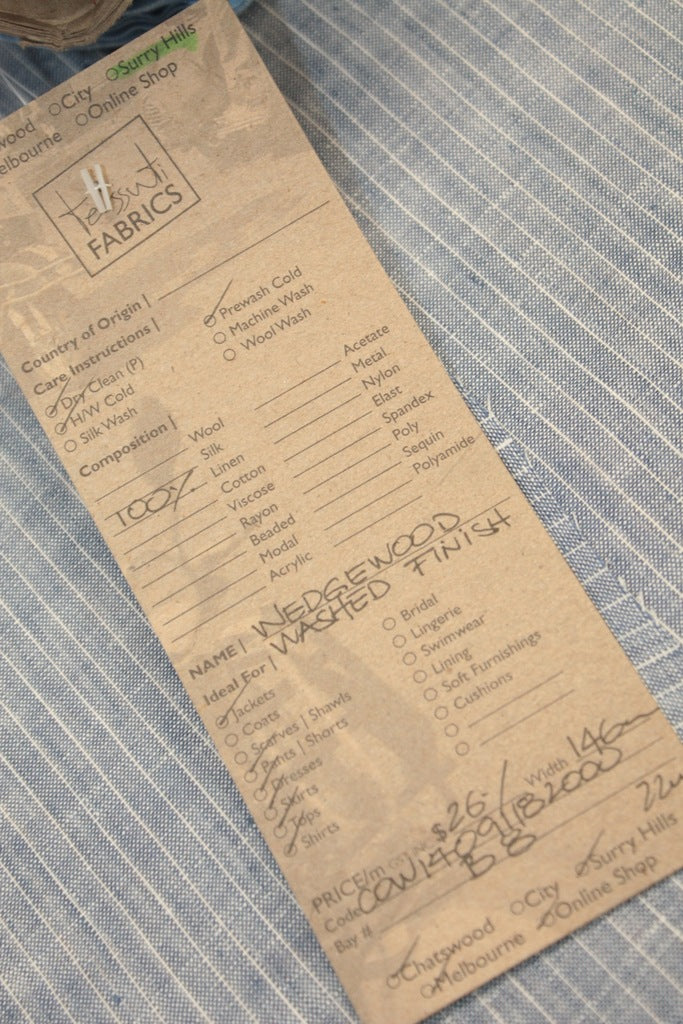 wood City Surry Hills
elbourne Online Shop
tessuti
FABRICS
Country of Origin |
Care Instructions |
Dry Clean (P)
H/W Cold
Silk Wash
Prewash Cold
Machine Wash
Wool Wash
Composition |
Wool
Silk
100% Linen
Cotton
Viscose
Rayon
Beaded
Modal
Acrylic
Acetate
Metal
Nylon
Elast
Spandex
Poly
Sequin
Polyamide
NAME | WEDGEWOOD
WASHED FINISH
Ideal For |
Jackets
Coats
Scarves | Shawls
Pants | Shorts
Dresses
Skirts
Tops
Shirts
Bridal
Lingerie
Swimwear
Lining
Soft Furnishings
Cushions
PRICE/m $26- Width 146cm
Code
Bay # B8 22m
Chatswood City Surry Hills
Melbourne Online Shop